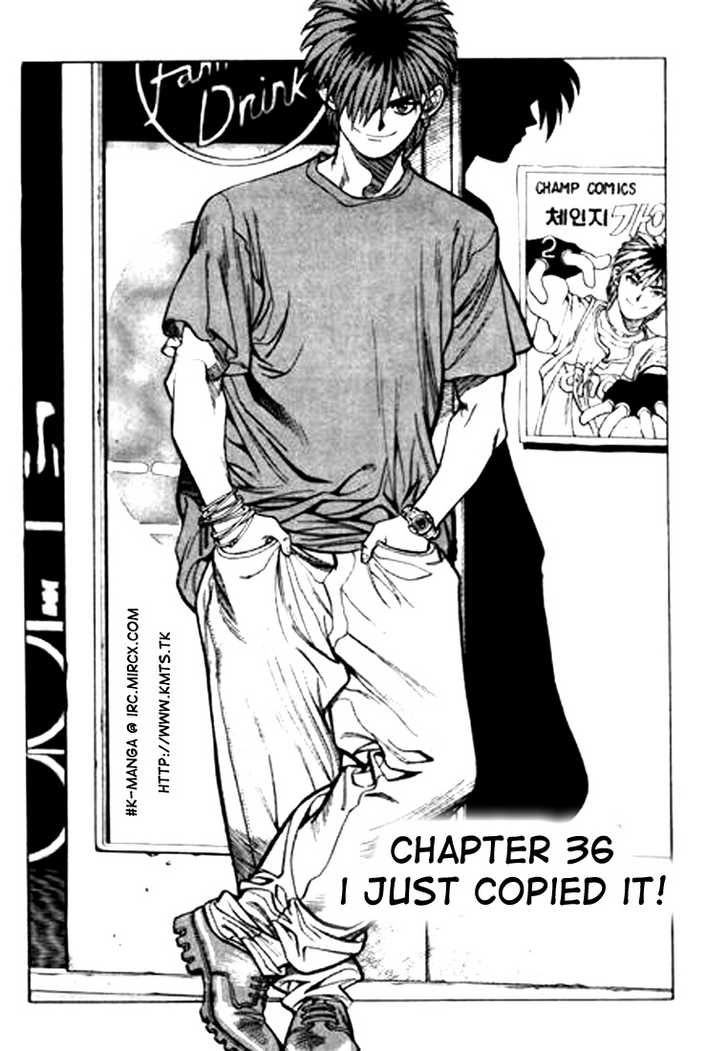 Drink
CHAMP COMICS
체인지
2
#K-MANGA @ IRC.MIRCX.COM
HTTP://WWW.KMTS.TK
CHAPTER 36
I JUST COPIED IT!